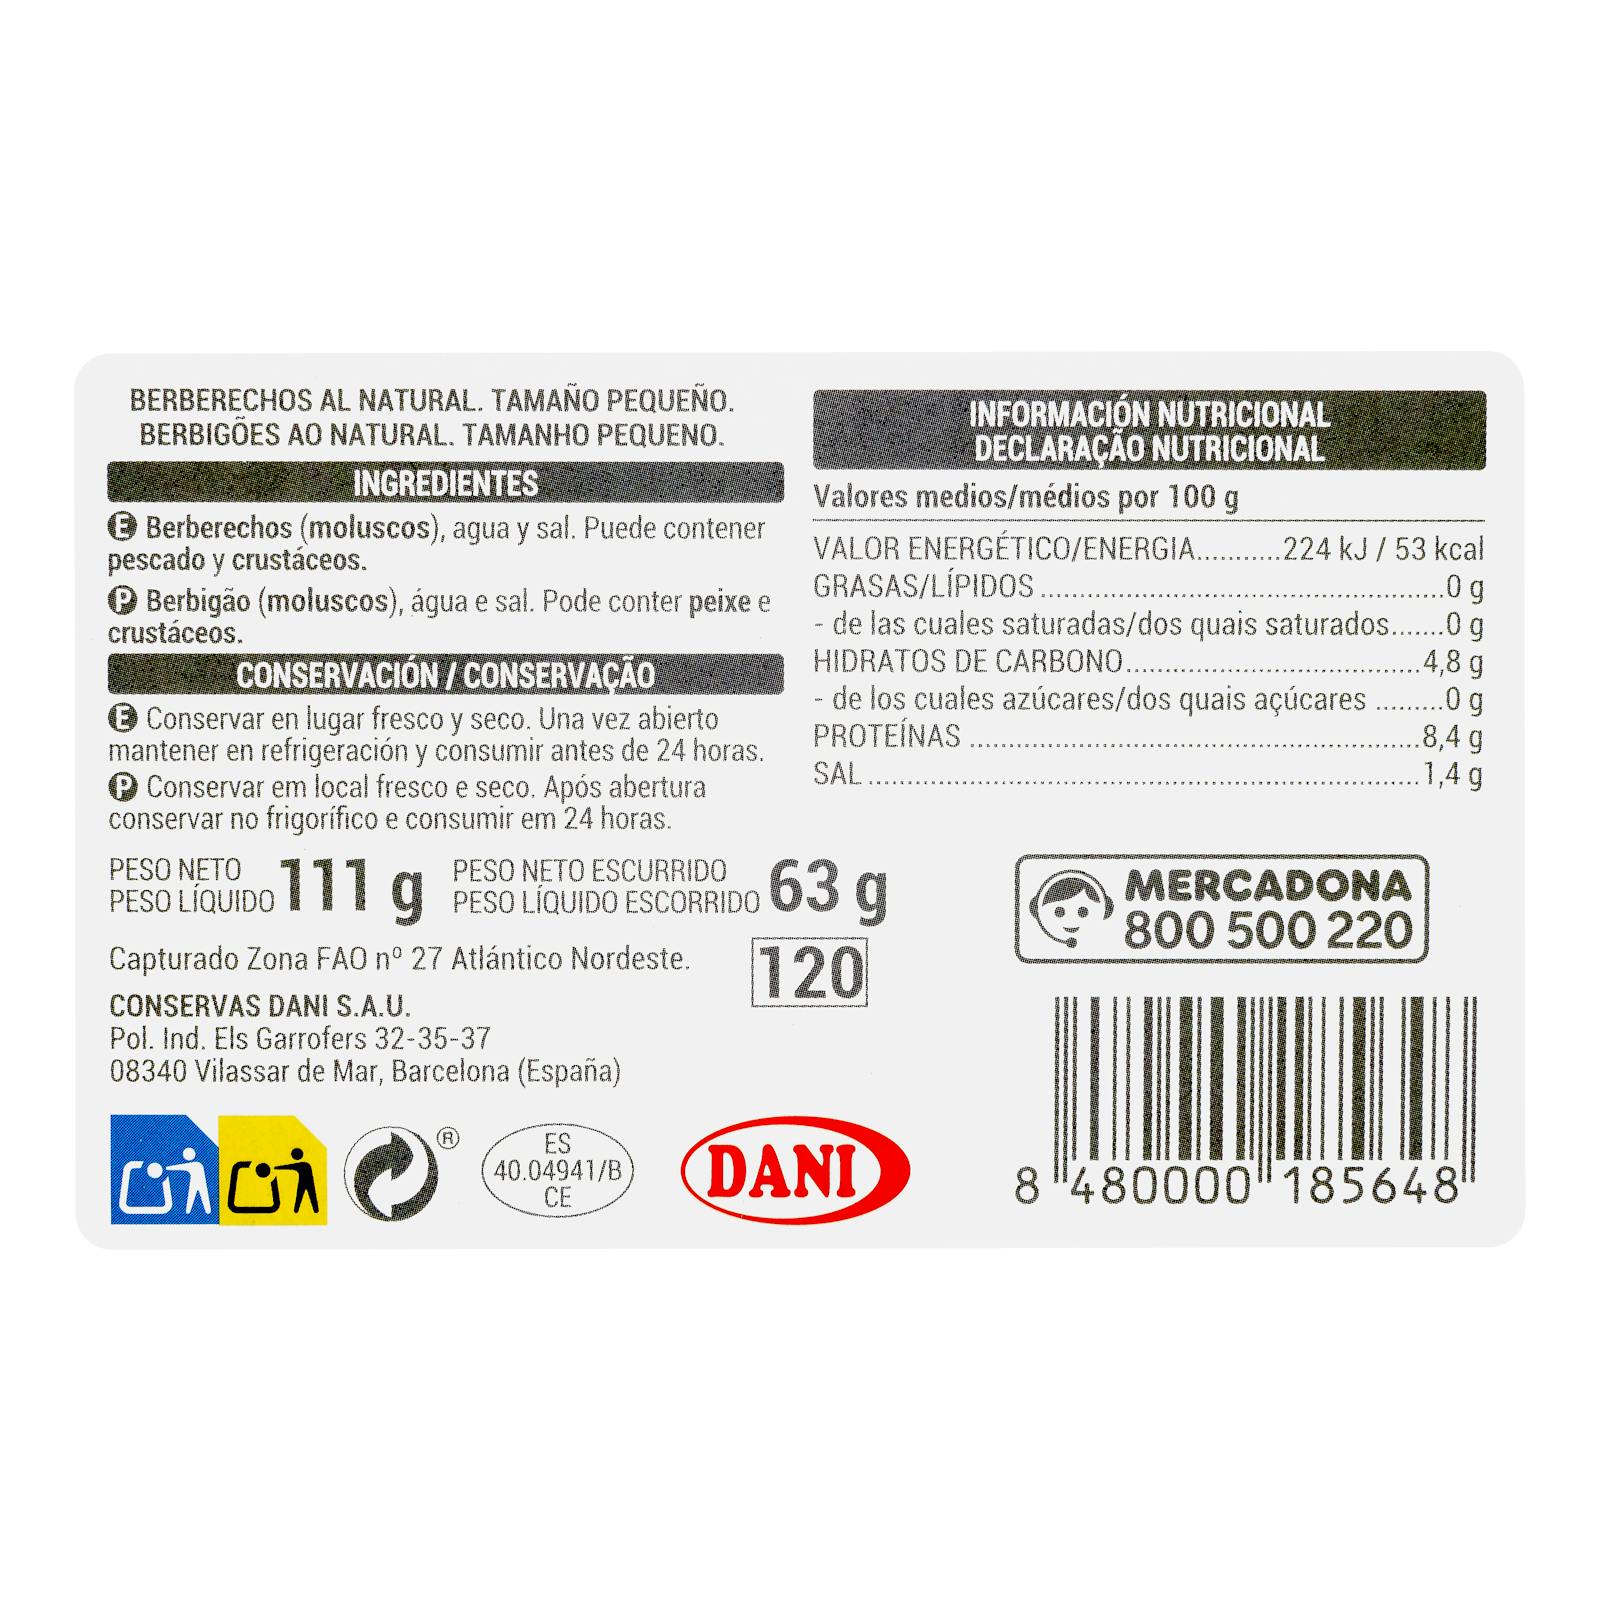 BERBERECHOS AL NATURAL. TAMAÑO PEQUEÑO.
BERBIGÕES AO NATURAL. TAMANHO PEQUENO.
INGREDIENTES
E Berberechos (moluscos), agua y sal. Puede contener
pescado y crustáceos.
P Berbigão (moluscos), água e sal. Pode conter peixe e
crustáceos.
CONSERVACIÓN / CONSERVAÇÃO
E Conservar en lugar fresco y seco. Una vez abierto
mantener en refrigeración y consumir antes de 24 horas.
P Conservar em local fresco e seco. Após abertura
conservar no frigorífico e consumir em 24 horas.
PESO NETO
PESO LÍQUIDO 111 g
PESO NETO ESCURRIDO
PESO LÍQUIDO ESCORRIDO 63 g
Capturado Zona FAO nº 27 Atlántico Nordeste.
120
CONSERVAS DANI S.A.U.
Pol. Ind. Els Garrofers 32-35-37
08340 Vilassar de Mar, Barcelona (España)
®
ES
40.04941/B
CE
DANI
INFORMACIÓN NUTRICIONAL
DECLARAÇÃO NUTRICIONAL
Valores medios/médios por 100 g
VALOR ENERGÉTICO/ENERGIA...........224 kJ / 53 kcal
GRASAS/LÍPIDOS ..........0 g
- de las cuales saturadas/dos quais saturados.......0 g
HIDRATOS DE CARBONO..........4,8 g
- de los cuales azúcares/dos quais açúcares .........0 g
PROTEÍNAS ..........8,4 g
SAL ..........1,4 g
MERCADONA
800 500 220
8 480000 185648